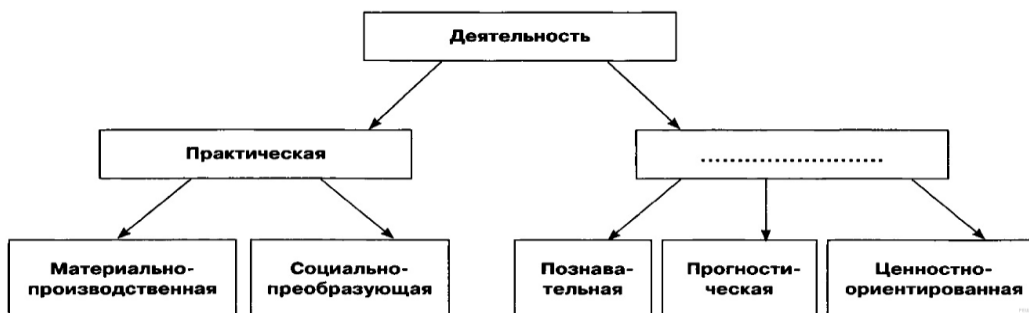 Деятельность
Практическая
..........................
Материально-
производственная
Социально-
преобразующая
Познава-
тельная
Прогности-
ческая
Ценностно-
ориентированная